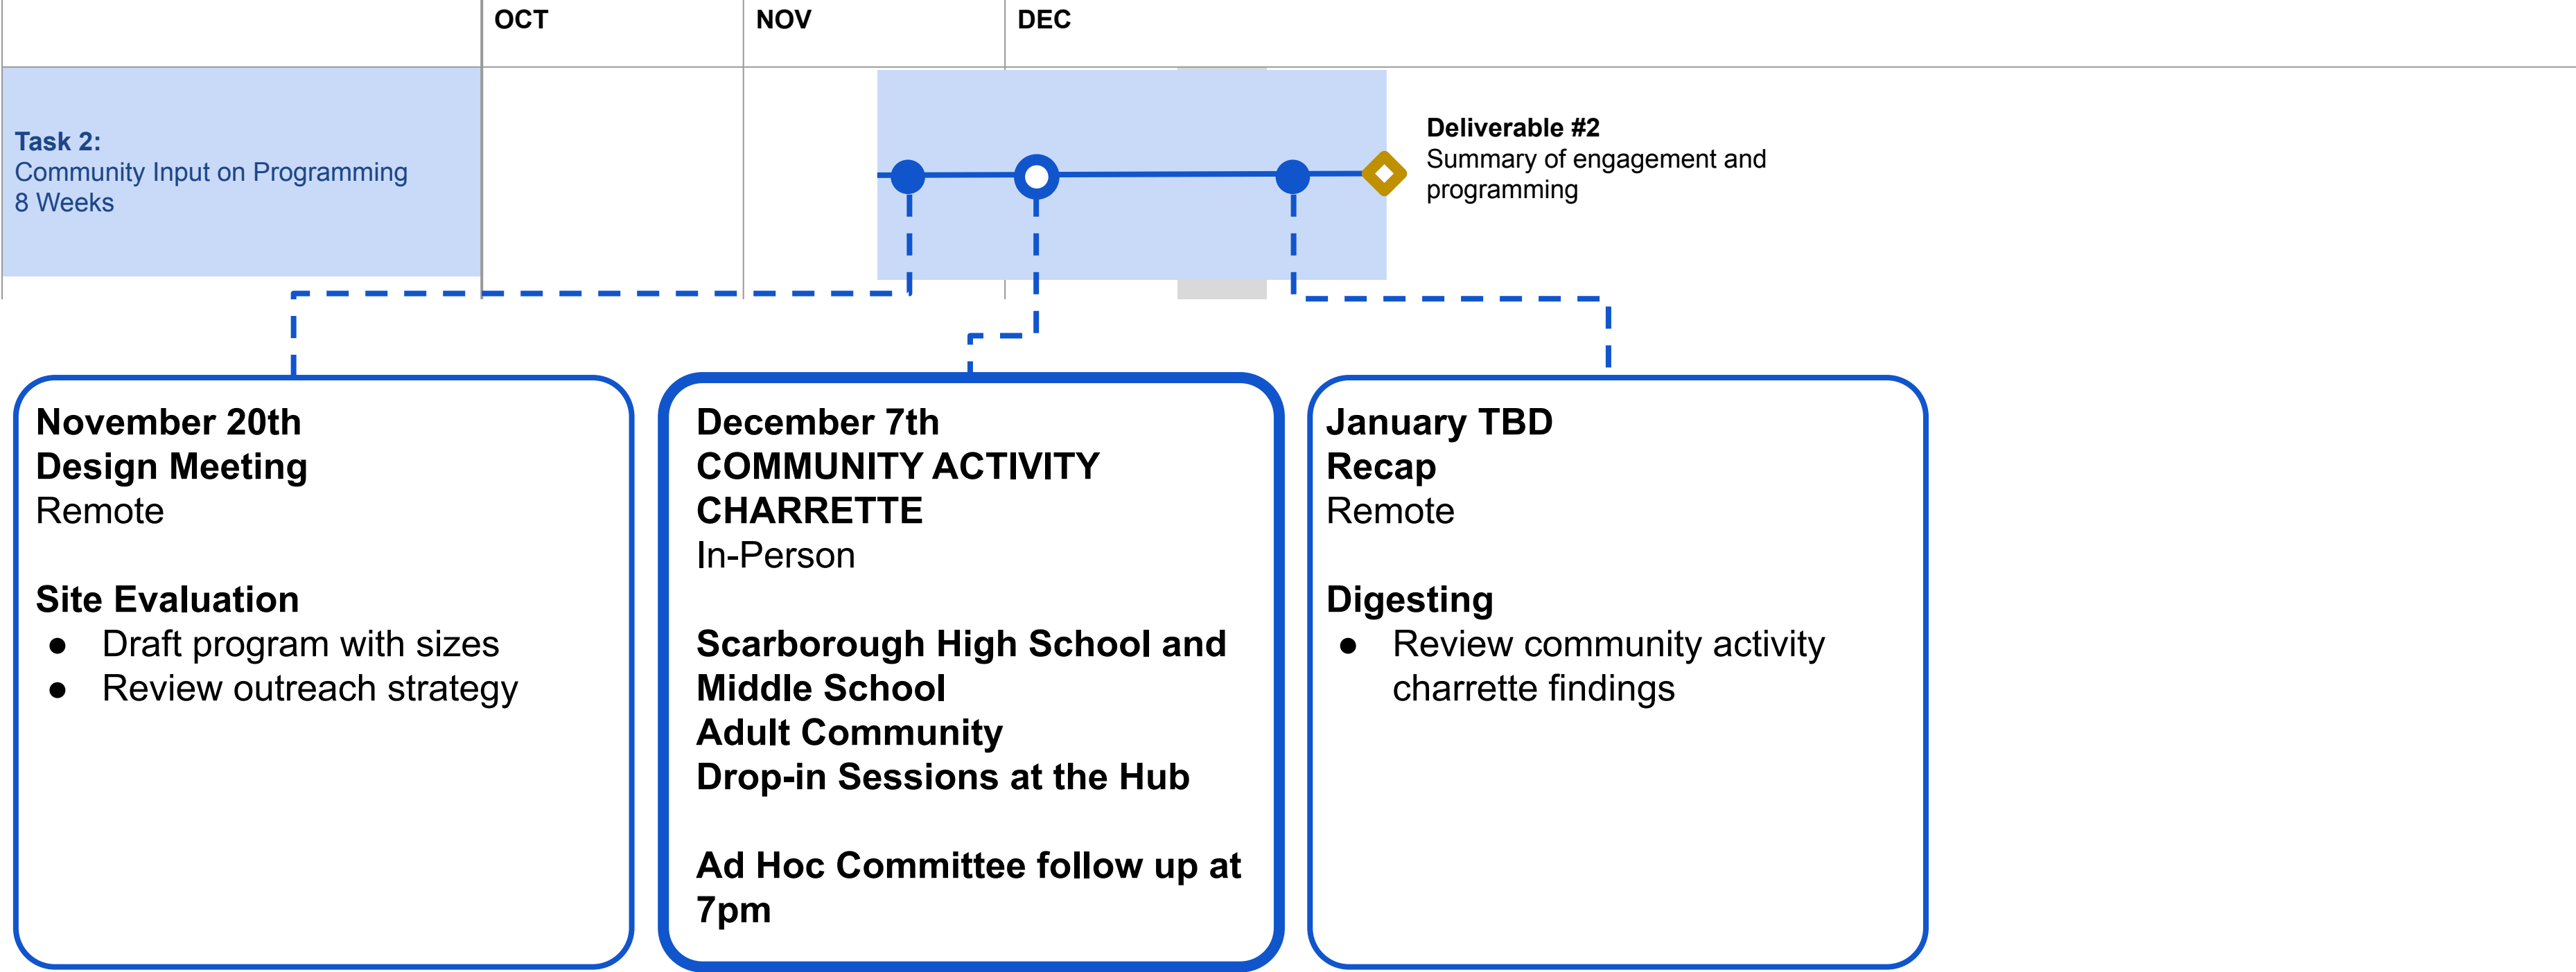 OCT
NOV
DEC
Task 2:
Community Input on Programming
8 Weeks
Deliverable #2
Summary of engagement and
programming
November 20th
Design Meeting
Remote
Site Evaluation
● Draft program with sizes
● Review outreach strategy
December 7th
COMMUNITY ACTIVITY
CHARRETTE
In-Person
Scarborough High School and
Middle School
Adult Community
Drop-in Sessions at the Hub
Ad Hoc Committee follow up at
7pm
January TBD
Recap
Remote
Digesting
● Review community activity
charrette findings